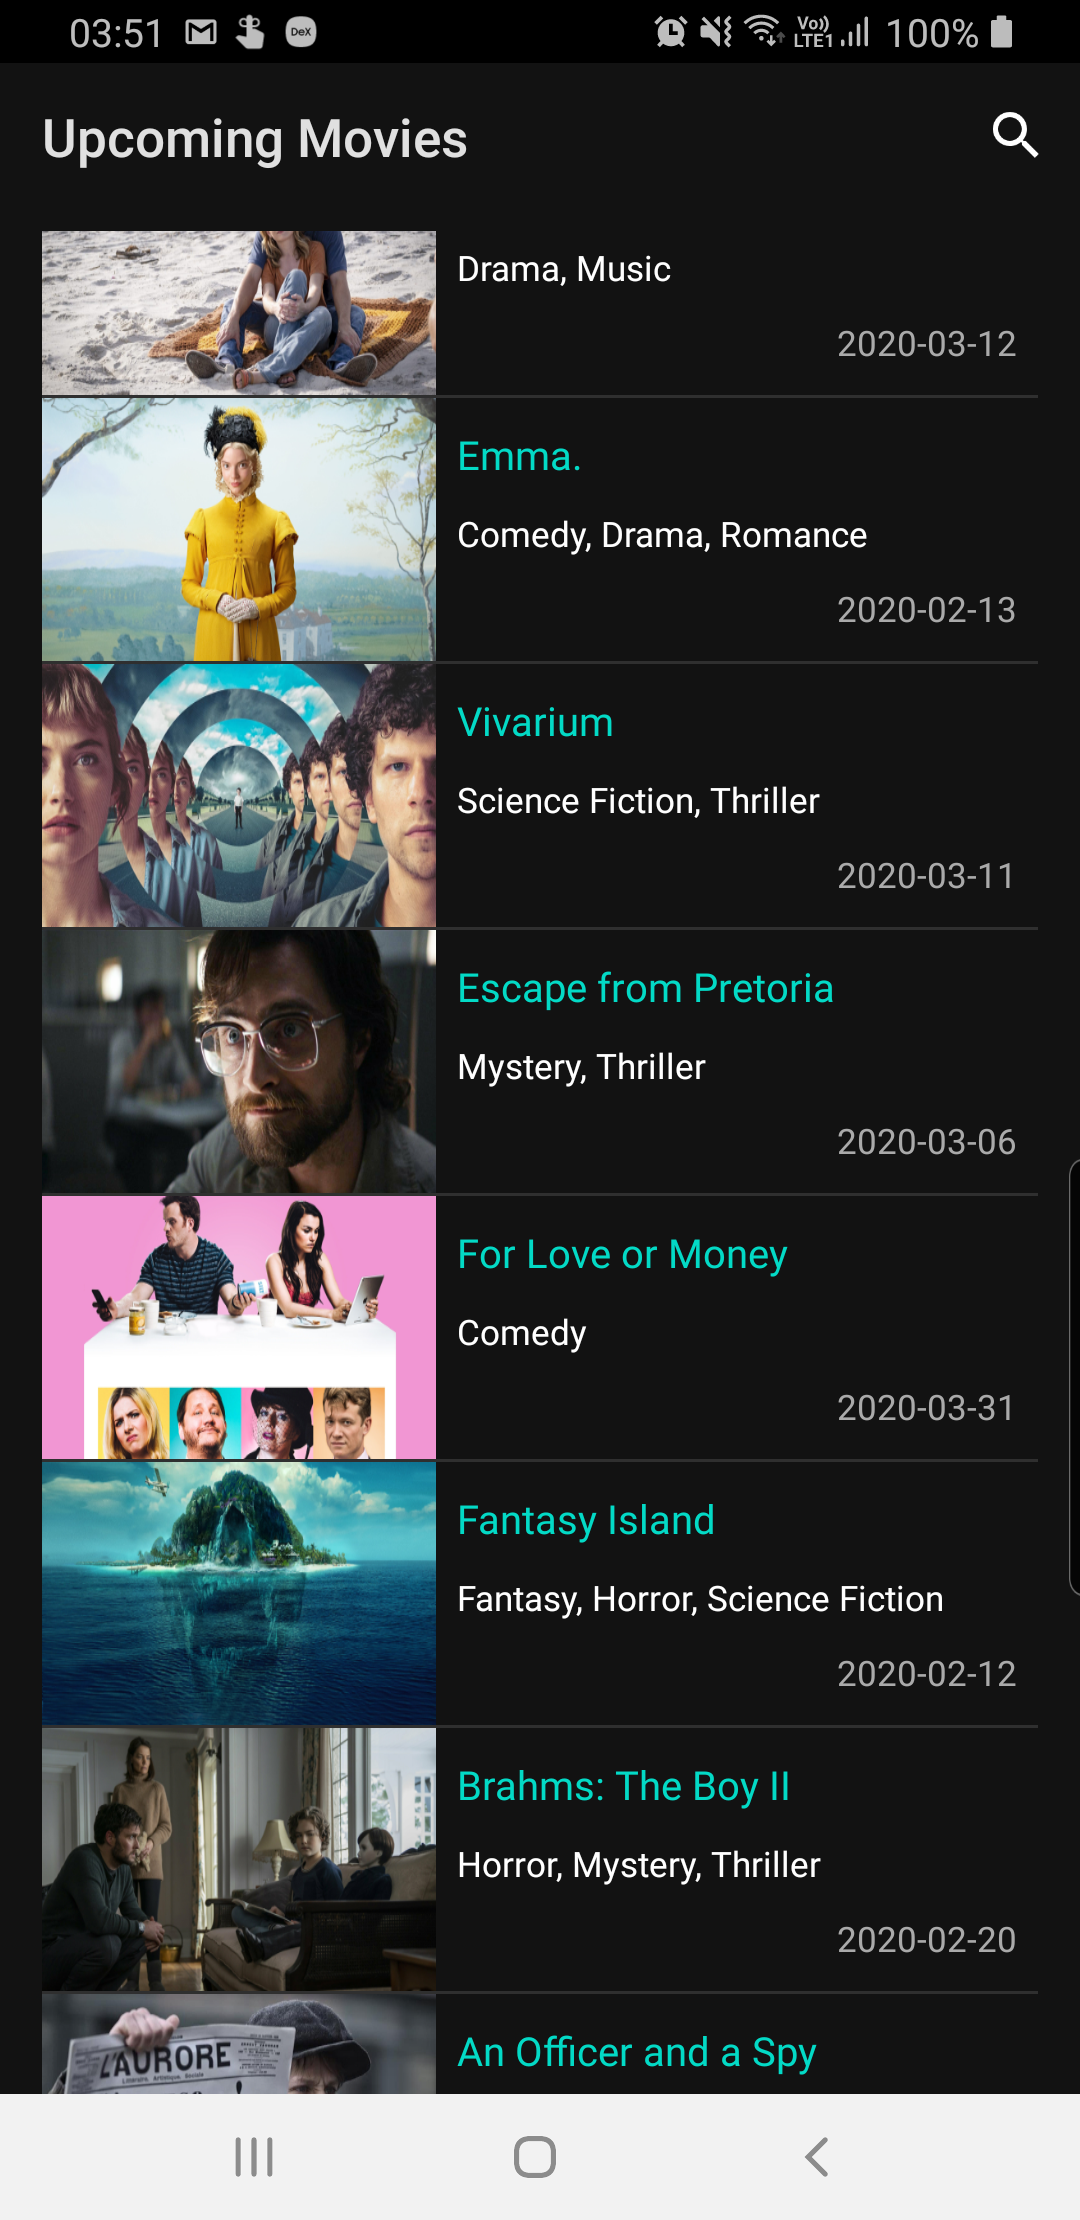 03:51 DeX Vo)) LTE1 100%
Upcoming Movies
Drama, Music
2020-03-12
Emma.
Comedy, Drama, Romance
2020-02-13
Vivarium
Science Fiction, Thriller
2020-03-11
Escape from Pretoria
Mystery, Thriller
2020-03-06
For Love or Money
Comedy
2020-03-31
Fantasy Island
Fantasy, Horror, Science Fiction
2020-02-12
Brahms: The Boy II
Horror, Mystery, Thriller
2020-02-20
L'AURORE
An Officer and a Spy